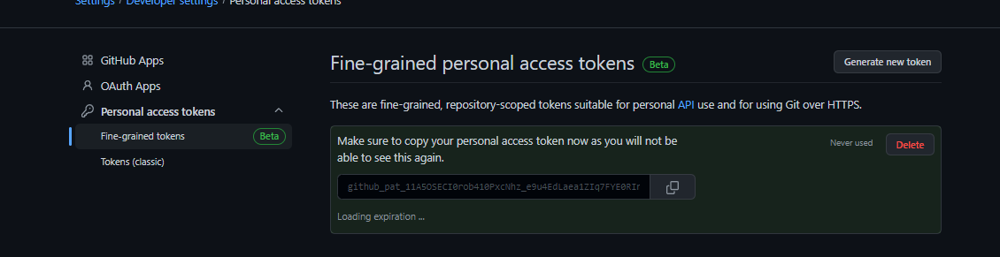 Settings / Developer settings / Personal access tokens
GitHub Apps
OAuth Apps
Personal access tokens
Fine-grained tokens Beta
Tokens (classic)
Fine-grained personal access tokens Beta
Generate new token
These are fine-grained, repository-scoped tokens suitable for personal API use and for using Git over HTTPS.
Make sure to copy your personal access token now as you will not be
able to see this again.
Never used
Delete
github_pat_11A5OSECI0rob410PxcNhz_e9u4EdLaea1ZIq7FYE0RIr
Loading expiration ...